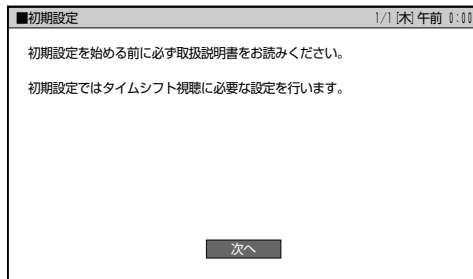 ■初期設定 1/1[木]午前 0:00
初期設定を始める前に必ず取扱説明書をお読みください。
初期設定ではタイムシフト視聴に必要な設定を行います。
次へ